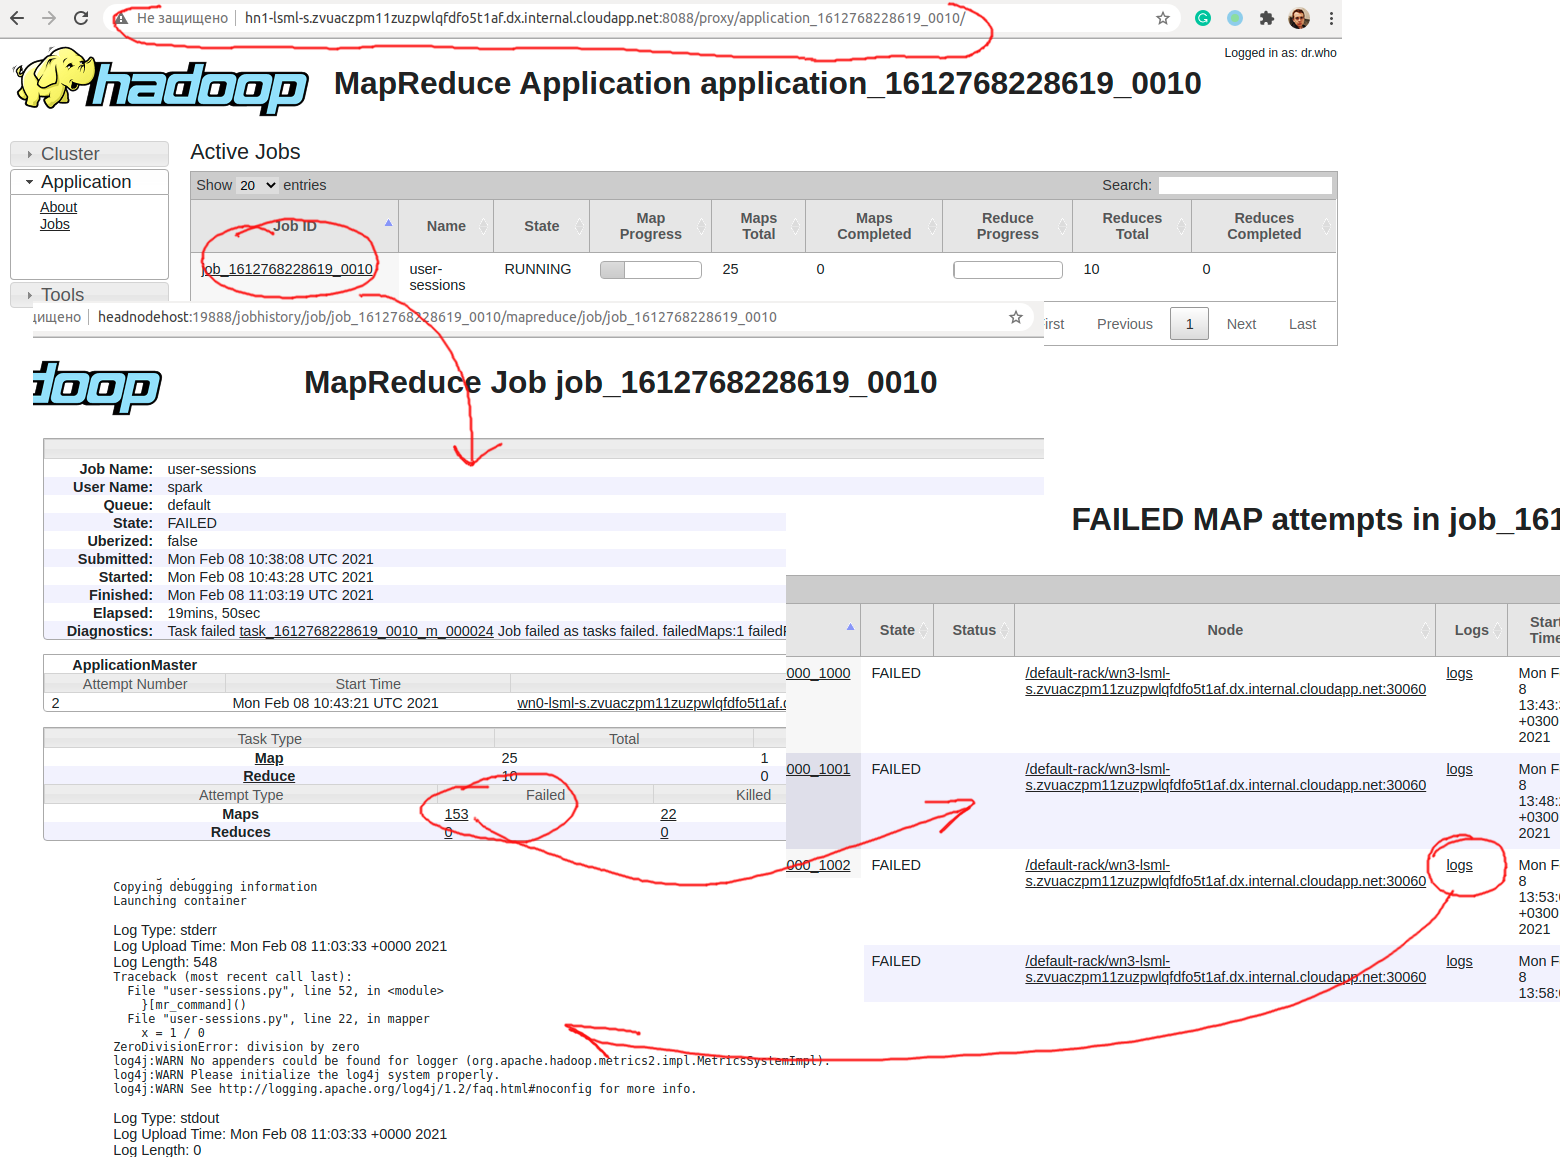 Не защищено hn1-lsml-s.zvuaczpm11zuzpwlqfdfo5t1af.dx.internal.cloudapp.net:8088/proxy/application_1612768228619_0010/
Logged in as: dr.who
hadoop
MapReduce Application application_1612768228619_0010
Cluster
Application
About
Jobs
Tools
Active Jobs
Show 20 entries Search:
Job ID Name State Map Progress Maps Total Maps Completed Reduce Progress Reduces Total Reduces Completed
job_1612768228619_0010 user-sessions RUNNING 25 0 10 0
irst Previous 1 Next Last
щищено headnodehost:19888/jobhistory/job/job_1612768228619_0010/mapreduce/job/job_1612768228619_0010
doop
MapReduce Job job_1612768228619_0010
Job Name: user-sessions
User Name: spark
Queue: default
State: FAILED
Uberized: false
Submitted: Mon Feb 08 10:38:08 UTC 2021
Started: Mon Feb 08 10:43:28 UTC 2021
Finished: Mon Feb 08 11:03:19 UTC 2021
Elapsed: 19mins, 50sec
Diagnostics: Task failed task_1612768228619_0010_m_000024 Job failed as tasks failed. failedMaps:1 failed
ApplicationMaster
Attempt Number Start Time
2 Mon Feb 08 10:43:21 UTC 2021 wn0-lsml-s.zvuaczpm11zuzpwlqfdfo5t1af.
Task Type Total
Map 25 1
Reduce 10 0
Attempt Type Failed Killed
Maps 153 22
Reduces 0 0
FAILED MAP attempts in job_161
State Status Node Logs Start Time
000_1000 FAILED /default-rack/wn3-lsml-
s.zvuaczpm11zuzpwlqfdfo5t1af.dx.internal.cloudapp.net:30060 logs Mon F
8
13:43:
+0300
2021
000_1001 FAILED /default-rack/wn3-lsml-
s.zvuaczpm11zuzpwlqfdfo5t1af.dx.internal.cloudapp.net:30060 logs Mon F
8
13:48:
+0300
2021
000_1002 FAILED /default-rack/wn3-lsml-
s.zvuaczpm11zuzpwlqfdfo5t1af.dx.internal.cloudapp.net:30060 logs Mon F
8
13:53:
+0300
2021
FAILED /default-rack/wn3-lsml-
s.zvuaczpm11zuzpwlqfdfo5t1af.dx.internal.cloudapp.net:30060 logs Mon F
8
13:58:
Copying debugging information
Launching container
Log Type: stderr
Log Upload Time: Mon Feb 08 11:03:33 +0000 2021
Log Length: 548
Traceback (most recent call last):
File "user-sessions.py", line 52, in <module>
}[mr_command]()
File "user-sessions.py", line 22, in mapper
x = 1 / 0
ZeroDivisionError: division by zero
log4j:WARN No appenders could be found for logger (org.apache.hadoop.metrics2.impl.MetricsSystemImpl).
log4j:WARN Please initialize the log4j system properly.
log4j:WARN See http://logging.apache.org/log4j/1.2/faq.html#noconfig for more info.
Log Type: stdout
Log Upload Time: Mon Feb 08 11:03:33 +0000 2021
Log Length: 0